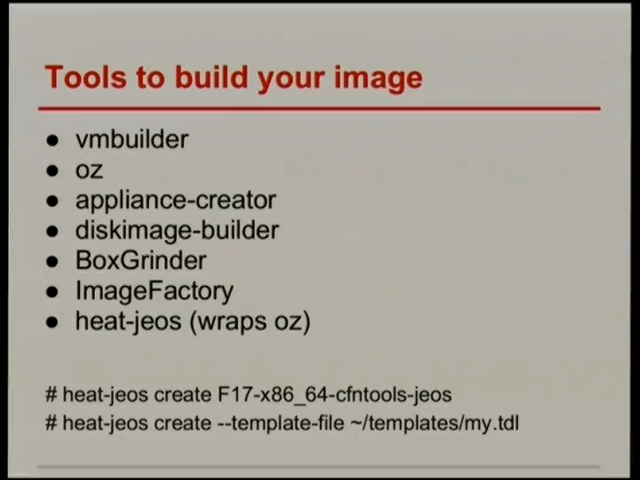 Tools to build your image
● vmbuilder
● oz
● appliance-creator
● diskimage-builder
● BoxGrinder
● ImageFactory
● heat-jeos (wraps oz)
# heat-jeos create F17-x86_64-cfntools-jeos
# heat-jeos create --template-file ~/templates/my.tdl